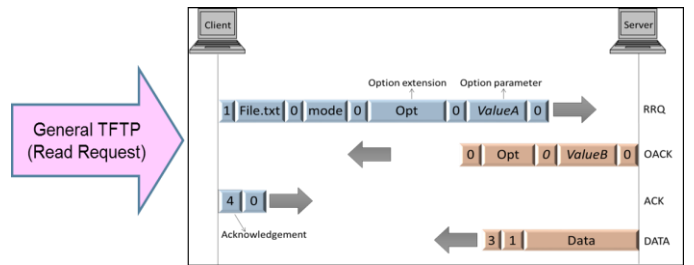 Client
Server
Option extension
Option parameter
1 File.txt 0 mode 0 Opt 0 ValueA 0
RRQ
General TFTP
(Read Request)
0 Opt 0 ValueB 0
OACK
4 0
ACK
Acknowledgement
3 1 Data
DATA